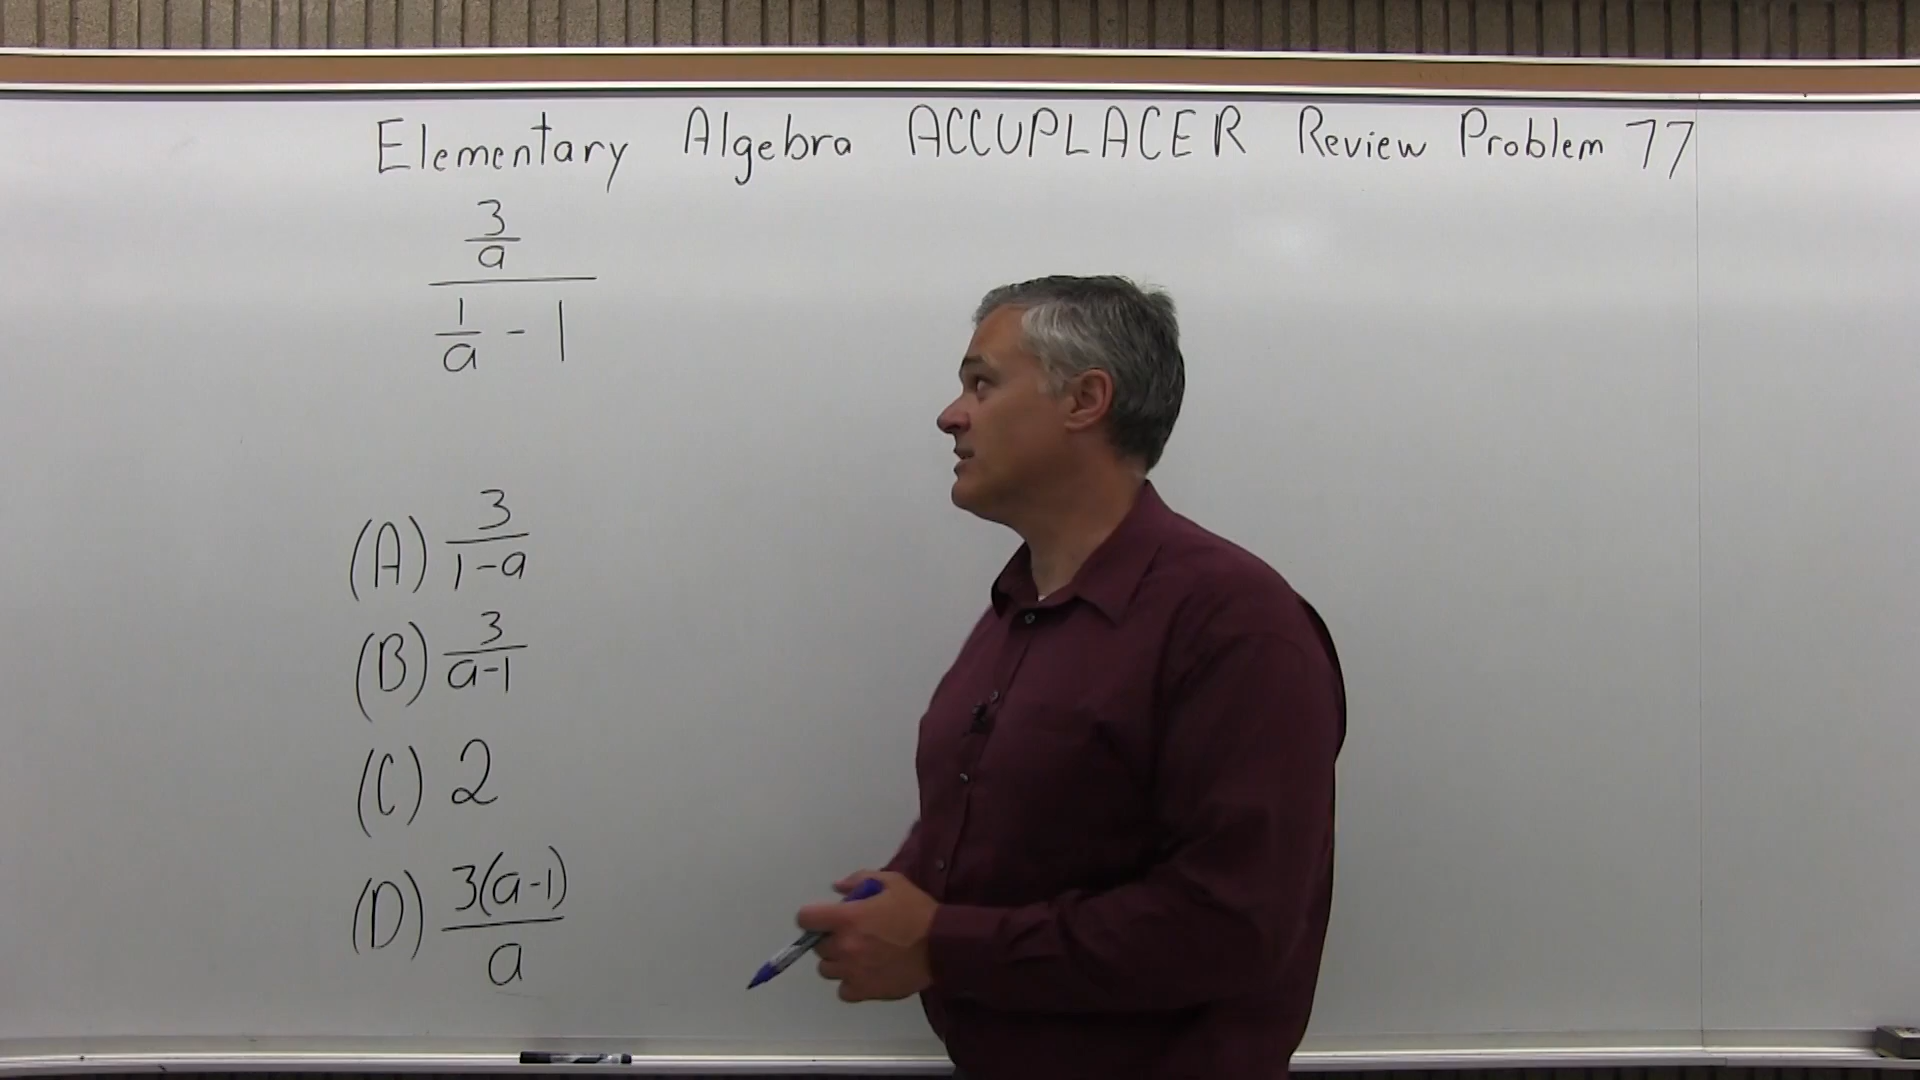 Elementary Algebra ACCUPLACER Review Problem 77
3
a
1
a - 1
(A) 3
1-a
(B) 3
a-1
(C) 2
(D) 3(a-1)
a